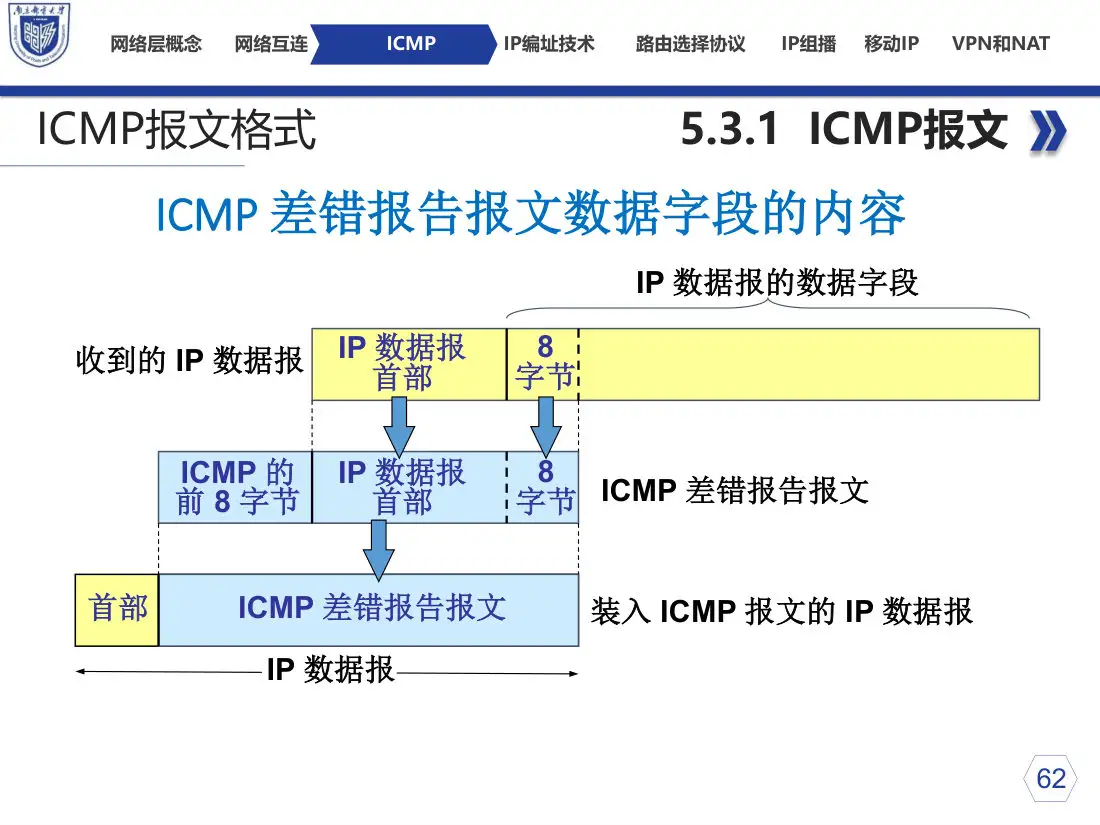 南京邮电大学
网络层概念 网络互连 ICMP IP编址技术 路由选择协议 IP组播 移动IP VPN和NAT
ICMP报文格式
5.3.1 ICMP报文
ICMP 差错报告报文数据字段的内容
IP 数据报的数据字段
收到的 IP 数据报
IP 数据报
首部
8
字节
ICMP 的
前 8 字节
IP 数据报
首部
8
字节
ICMP 差错报告报文
首部
ICMP 差错报告报文
装入 ICMP 报文的 IP 数据报
IP 数据报
62